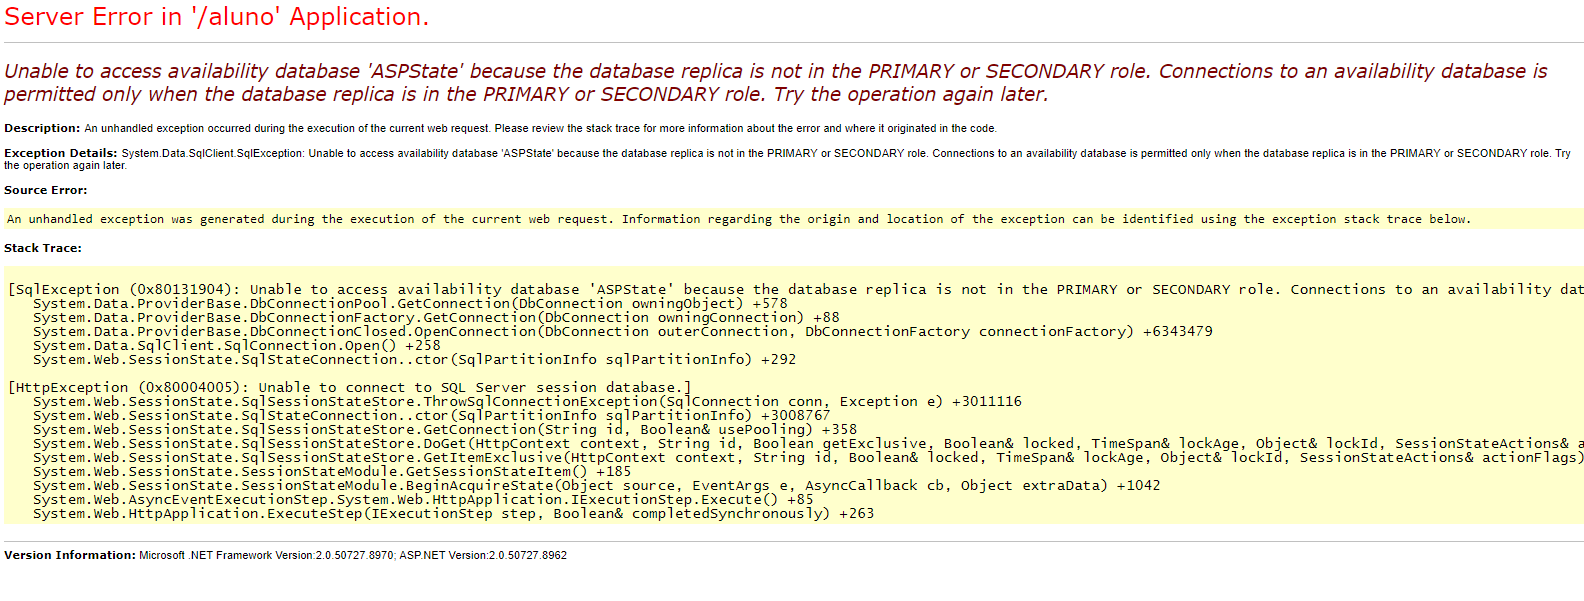 Server Error in '/aluno' Application.
Unable to access availability database 'ASPState' because the database replica is not in the PRIMARY or SECONDARY role. Connections to an availability database is
permitted only when the database replica is in the PRIMARY or SECONDARY role. Try the operation again later.
Description: An unhandled exception occurred during the execution of the current web request. Please review the stack trace for more information about the error and where it originated in the code.
Exception Details: System.Data.SqlClient.SqlException: Unable to access availability database 'ASPState' because the database replica is not in the PRIMARY or SECONDARY role. Connections to an availability database is permitted only when the database replica is in the PRIMARY or SECONDARY role. Try
the operation again later.
Source Error:
An unhandled exception was generated during the execution of the current web request. Information regarding the origin and location of the exception can be identified using the exception stack trace below.
Stack Trace:
[SqlException (0x80131904): Unable to access availability database 'ASPState' because the database replica is not in the PRIMARY or SECONDARY role. Connections to an availability dat
System.Data.ProviderBase.DbConnectionPool.GetConnection(DbConnection owningObject) +578
System.Data.ProviderBase.DbConnectionFactory.GetConnection(DbConnection owningConnection) +88
System.Data.ProviderBase.DbConnectionClosed.OpenConnection(DbConnection outerConnection, DbConnectionFactory connectionFactory) +6343479
System.Data.SqlClient.SqlConnection.Open() +258
System.Web.SessionState.SqlStateConnection..ctor(SqlPartitionInfo sqlPartitionInfo) +292
[HttpException (0x80004005): Unable to connect to SQL Server session database.]
System.Web.SessionState.SqlSessionStateStore.ThrowSqlConnectionException(SqlConnection conn, Exception e) +3011116
System.Web.SessionState.SqlStateConnection..ctor(SqlPartitionInfo sqlPartitionInfo) +3008767
System.Web.SessionState.SqlSessionStateStore.GetConnection(String id, Boolean& usePooling) +358
System.Web.SessionState.SqlSessionStateStore.DoGet(HttpContext context, String id, Boolean getExclusive, Boolean& locked, TimeSpan& lockAge, Object& lockId, SessionStateActions& a
System.Web.SessionState.SqlSessionStateStore.GetItemExclusive(HttpContext context, String id, Boolean& locked, TimeSpan& lockAge, Object& lockId, SessionStateActions& actionFlags)
System.Web.SessionState.SessionStateModule.GetSessionStateItem() +185
System.Web.SessionState.SessionStateModule.BeginAcquireState(Object source, EventArgs e, AsyncCallback cb, Object extraData) +1042
System.Web.AsyncEventExecutionStep.System.Web.HttpApplication.IExecutionStep.Execute() +85
System.Web.HttpApplication.ExecuteStep(IExecutionStep step, Boolean& completedSynchronously) +263
Version Information: Microsoft .NET Framework Version:2.0.50727.8970; ASP.NET Version:2.0.50727.8962